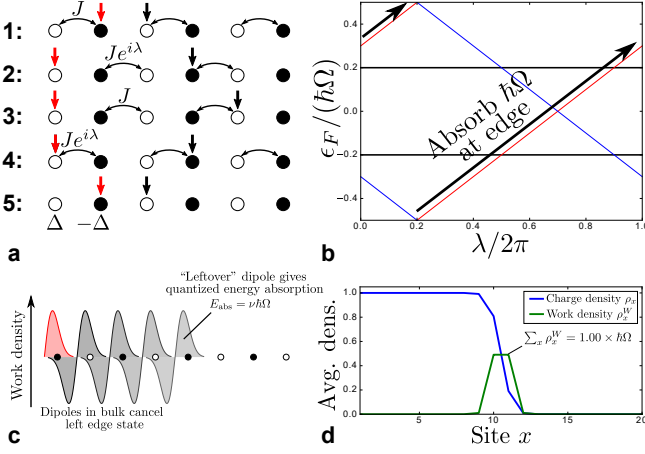 1:
J
2:
Je^{iλ}
3:
J
4:
Je^{iλ}
5:
Δ −Δ
a
ϵ_F/(ħΩ)
0.4
0.2
0.0
−0.2
−0.4
Absorb ħΩ
at edge
0.0 0.2 0.4 0.6 0.8 1.0
λ/2π
b
Work density
"Leftover" dipole gives
quantized energy absorption
E_abs = νħΩ
Dipoles in bulk cancel
left edge state
c
Avg. dens.
1.0
0.8
0.6
0.4
0.2
0.0
Charge density ρ_x
Work density ρ_x^W
∑_x ρ_x^W = 1.00 × ħΩ
5 10 15 20
Site x
d